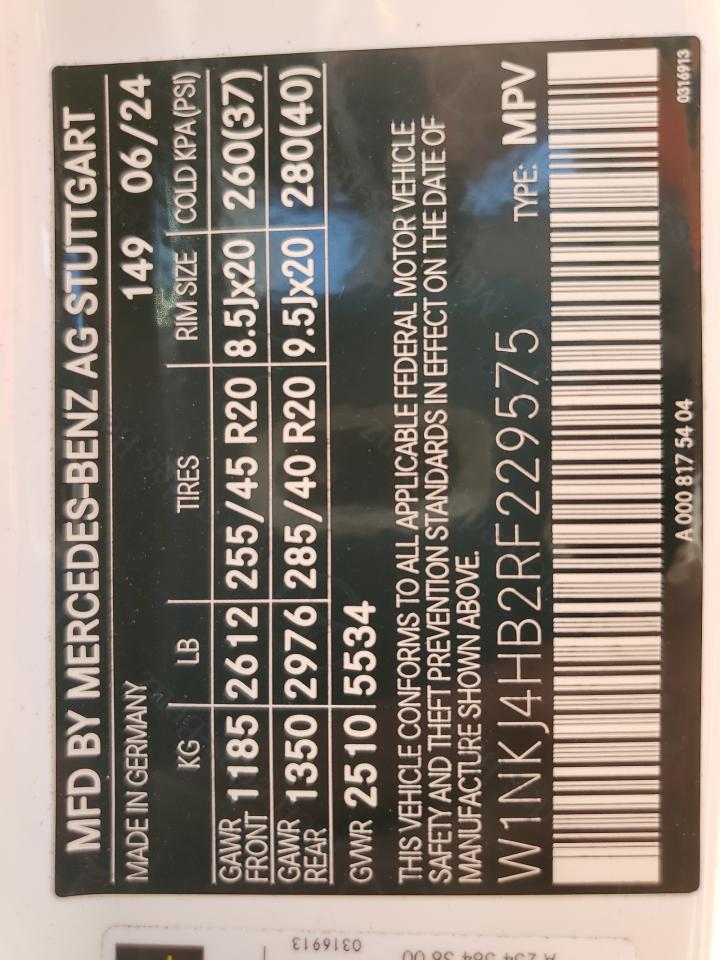 MFD BY MERCEDES-BENZ AG STUTTGART
MADE IN GERMANY 149 06/24
KG LB TIRES RIM SIZE COLD KPA(PSI)
GAWR FRONT 1185 2612 255/45 R20 8.5Jx20 260(37)
GAWR REAR 1350 2976 285/40 R20 9.5Jx20 280(40)
GVWR 2510 5534
THIS VEHICLE CONFORMS TO ALL APPLICABLE FEDERAL MOTOR VEHICLE
SAFETY AND THEFT PREVENTION STANDARDS IN EFFECT ON THE DATE OF
MANUFACTURE SHOWN ABOVE.
W1NKJ4HB2RF229575 TYPE: MPV
A 000 817 54 04
0316913
0316913